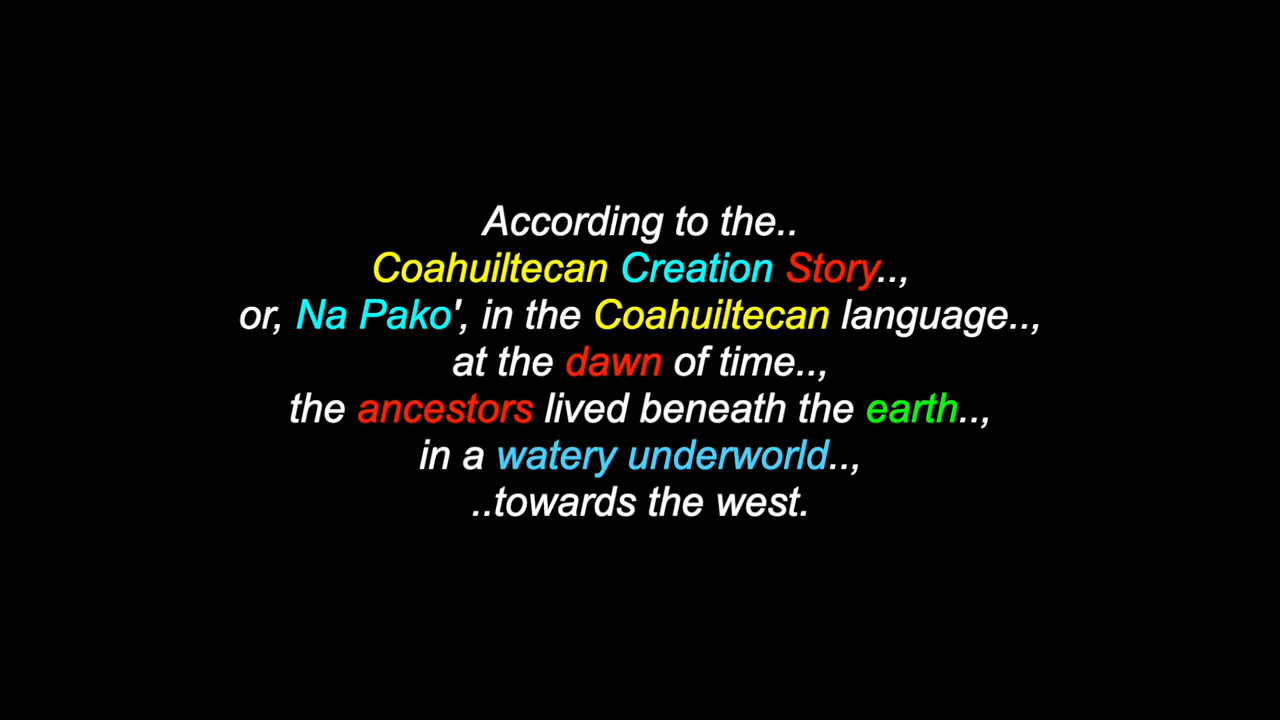 According to the..
Coahuiltecan Creation Story..,
or, Na Pako', in the Coahuiltecan language..,
at the dawn of time..,
the ancestors lived beneath the earth..,
in a watery underworld..,
..towards the west.